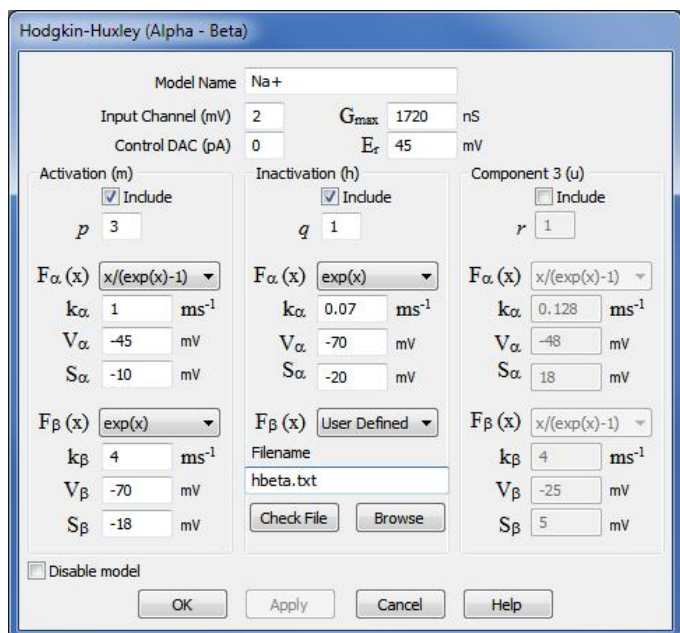 Hodgkin-Huxley (Alpha - Beta)
Model Name Na+
Input Channel (mV) 2 Gmax 1720 nS
Control DAC (pA) 0 Er 45 mV
Activation (m) Inactivation (h) Component 3 (u)
Include Include Include
p 3 q 1 r 1
Fα (x) x/(exp(x)-1) Fα (x) exp(x) Fα (x) x/(exp(x)-1)
kα 1 ms-1 kα 0.07 ms-1 kα 0.128 ms-1
Vα -45 mV Vα -70 mV Vα -48 mV
Sα -10 mV Sα -20 mV Sα 18 mV
Fβ (x) exp(x) Fβ (x) User Defined Fβ (x) x/(exp(x)-1)
kβ 4 ms-1 Filename kβ 4 ms-1
Vβ -70 mV hbeta.txt Vβ -25 mV
Sβ -18 mV Check File Browse Sβ 5 mV
Disable model
OK Apply Cancel Help